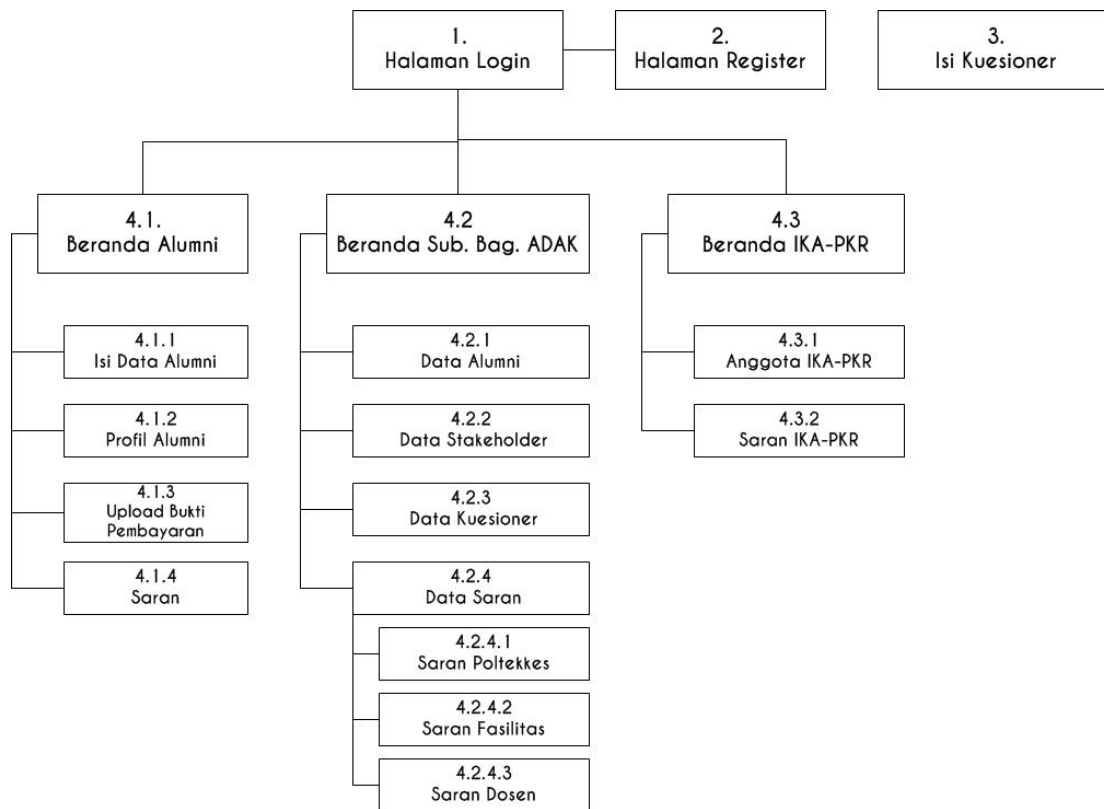 1.
Halaman Login
2.
Halaman Register
3.
Isi Kuesioner
4.1.
Beranda Alumni
4.2
Beranda Sub. Bag. ADAK
4.3
Beranda IKA-PKR
4.1.1
Isi Data Alumni
4.1.2
Profil Alumni
4.1.3
Upload Bukti
Pembayaran
4.1.4
Saran
4.2.1
Data Alumni
4.2.2
Data Stakeholder
4.2.3
Data Kuesioner
4.2.4
Data Saran
4.2.4.1
Saran Poltekkes
4.2.4.2
Saran Fasilitas
4.2.4.3
Saran Dosen
4.3.1
Anggota IKA-PKR
4.3.2
Saran IKA-PKR